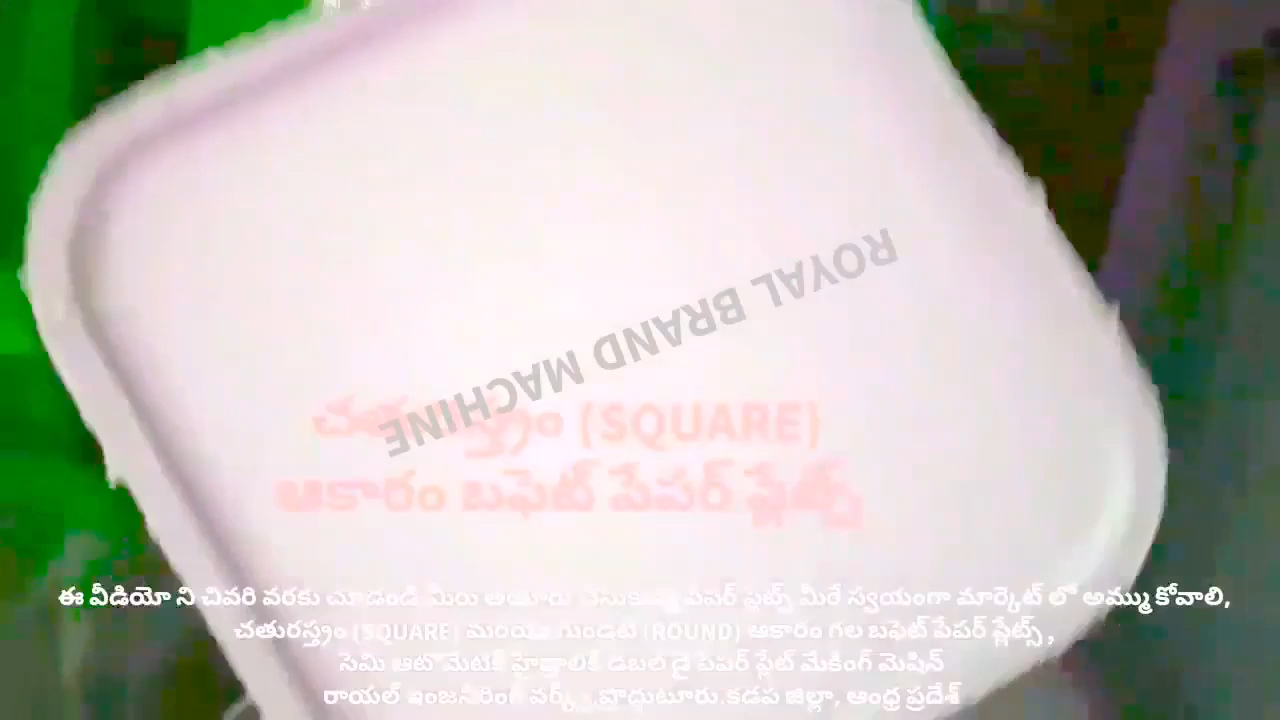 ROYAL BRAND MACHINE
చతురస్త్రం (SQUARE)
ఆకారం బఫెట్ పేపర్ ప్లేట్స్
ఈ వీడియో ని చివరి వరకు చూడండి మీరు తయారు చేసుకున్న పేపర్ ప్లేట్స్ మీరే స్వయంగా మార్కెట్ లో అమ్ము కోవాలి,
చతురస్త్రం (SQUARE) మరియు గుండటి (ROUND) ఆకారం గల బఫెట్ పేపర్ ప్లేట్స్ ,
సెమి ఆటోమేటిక్ హైడ్రాలిక్ డబల్ డై పేపర్ ప్లేట్ మేకింగ్ మెషిన్
రాయల్ ఇంజనీరింగ్ వర్క్స్,ప్రొద్దుటూరు.కడప జిల్లా, ఆంధ్ర ప్రదేశ్